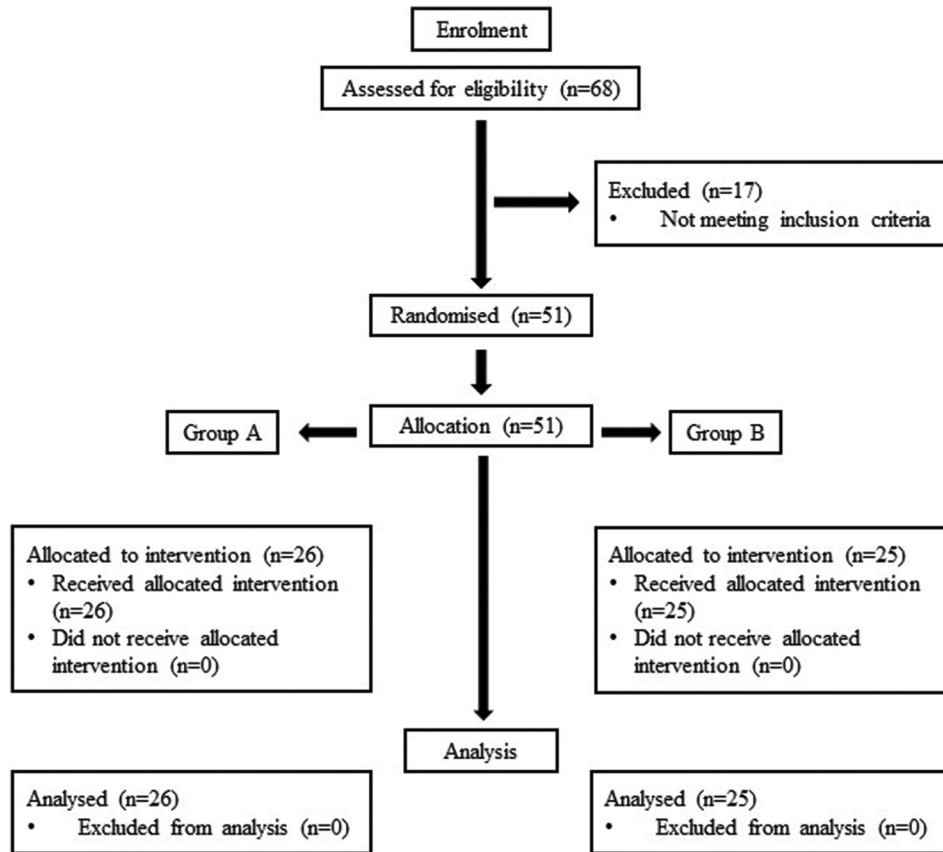 Enrolment
Assessed for eligibility (n=68)
Excluded (n=17)
• Not meeting inclusion criteria
Randomised (n=51)
Group A
Allocation (n=51)
Group B
Allocated to intervention (n=26)
• Received allocated intervention
(n=26)
• Did not receive allocated
intervention (n=0)
Allocated to intervention (n=25)
• Received allocated intervention
(n=25)
• Did not receive allocated
intervention (n=0)
Analysis
Analysed (n=26)
• Excluded from analysis (n=0)
Analysed (n=25)
• Excluded from analysis (n=0)